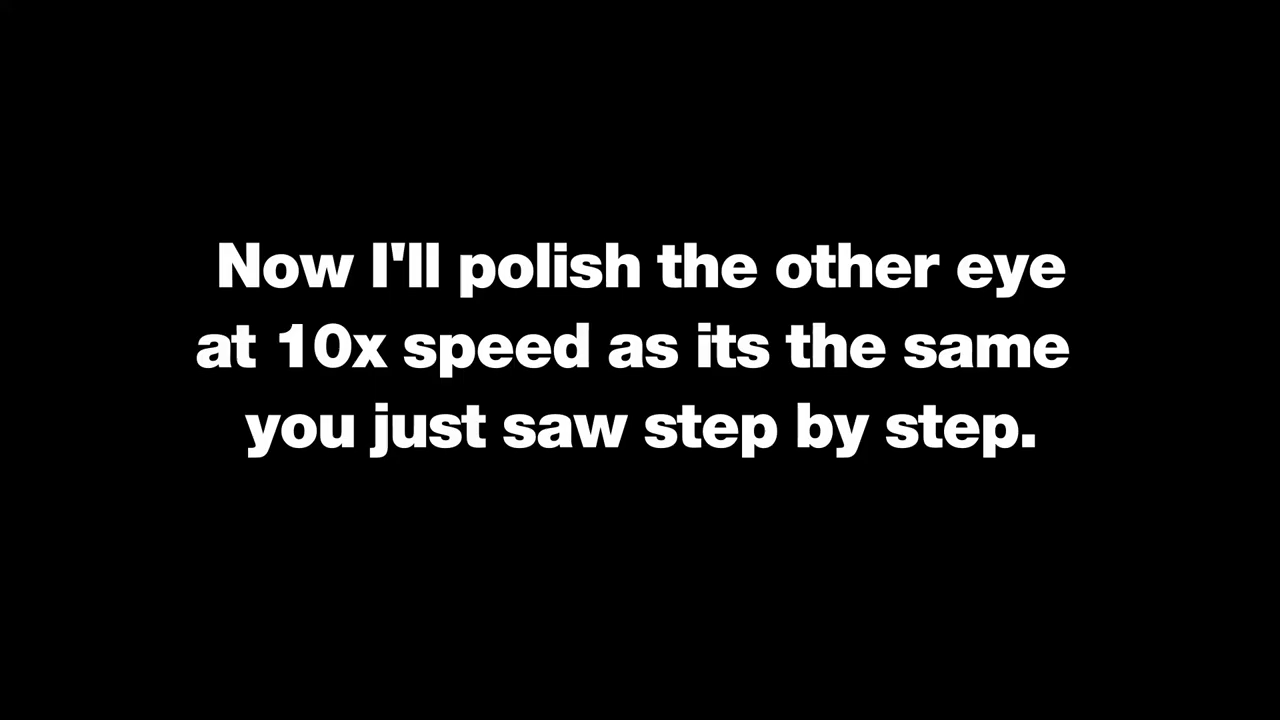 Now I'll polish the other eye
at 10x speed as its the same
you just saw step by step.